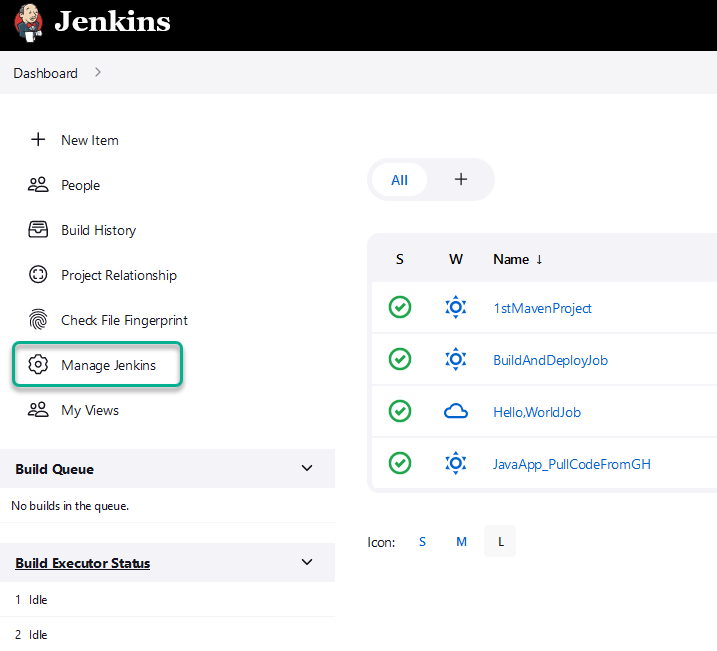 Jenkins
Dashboard
New Item
People
Build History
Project Relationship
Check File Fingerprint
Manage Jenkins
My Views
Build Queue
No builds in the queue.
Build Executor Status
1 Idle
2 Idle
All +
S W Name ↓
1stMavenProject
BuildAndDeployJob
Hello,WorldJob
JavaApp_PullCodeFromGH
Icon: S M L